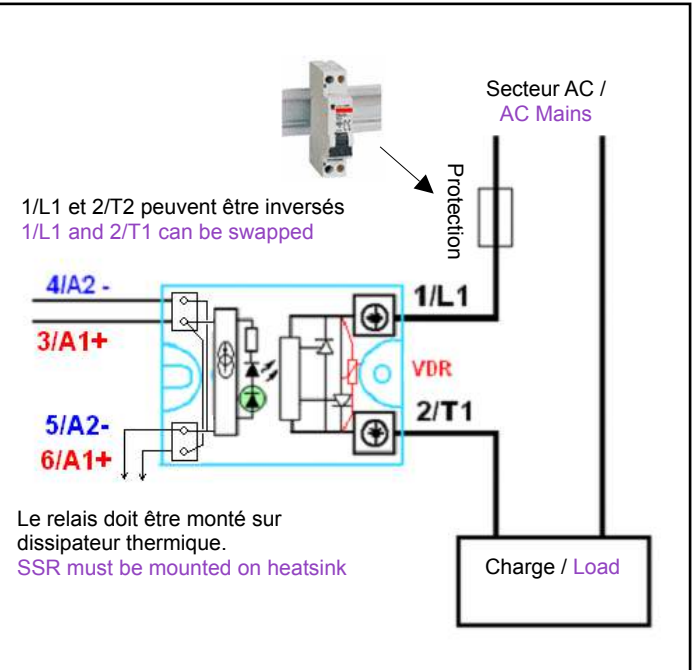 Secteur AC /
AC Mains
Protection
1/L1 et 2/T2 peuvent être inversés
1/L1 and 2/T1 can be swapped
4/A2 -
3/A1+
1/L1
VDR
2/T1
5/A2-
6/A1+
Le relais doit être monté sur
dissipateur thermique.
SSR must be mounted on heatsink
Charge / Load